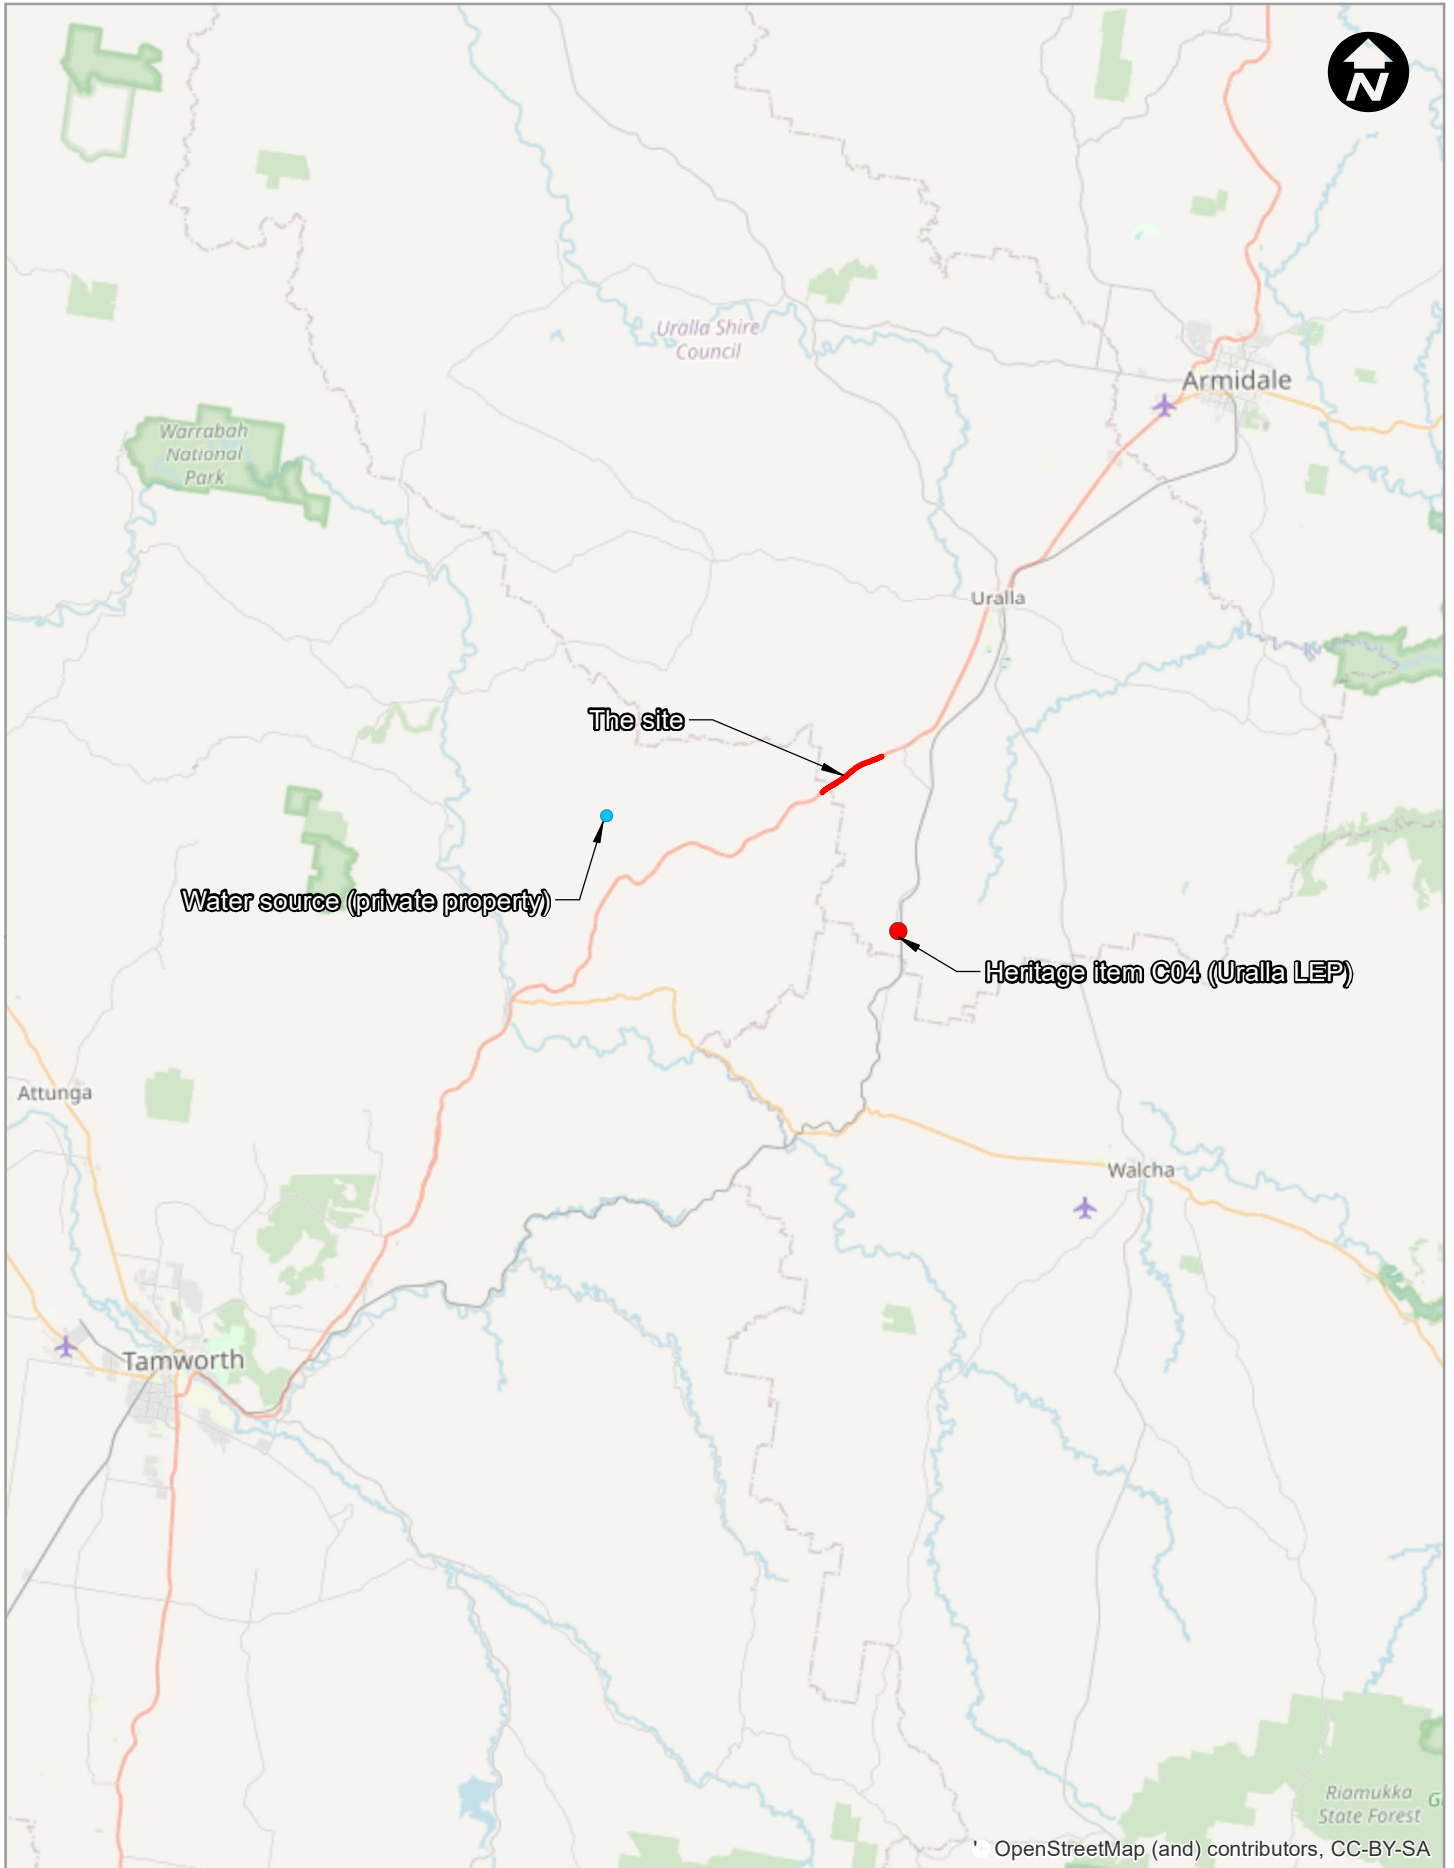 N
Uralla Shire
Council
Armidale
Warrabah
National
Park
Uralla
The site
Water source (private property)
Heritage item C04 (Uralla LEP)
Attunga
Walcha
Tamworth
Riamukka
State Forest
OpenStreetMap (and) contributors, CC-BY-SA